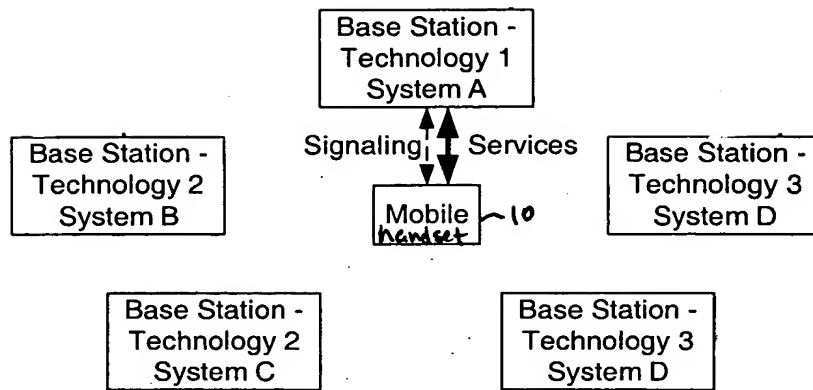 Base Station -
Technology 1
System A
Signaling
Services
Base Station -
Technology 2
System B
Mobile
handset
10
Base Station -
Technology 3
System D
Base Station -
Technology 2
System C
Base Station -
Technology 3
System D